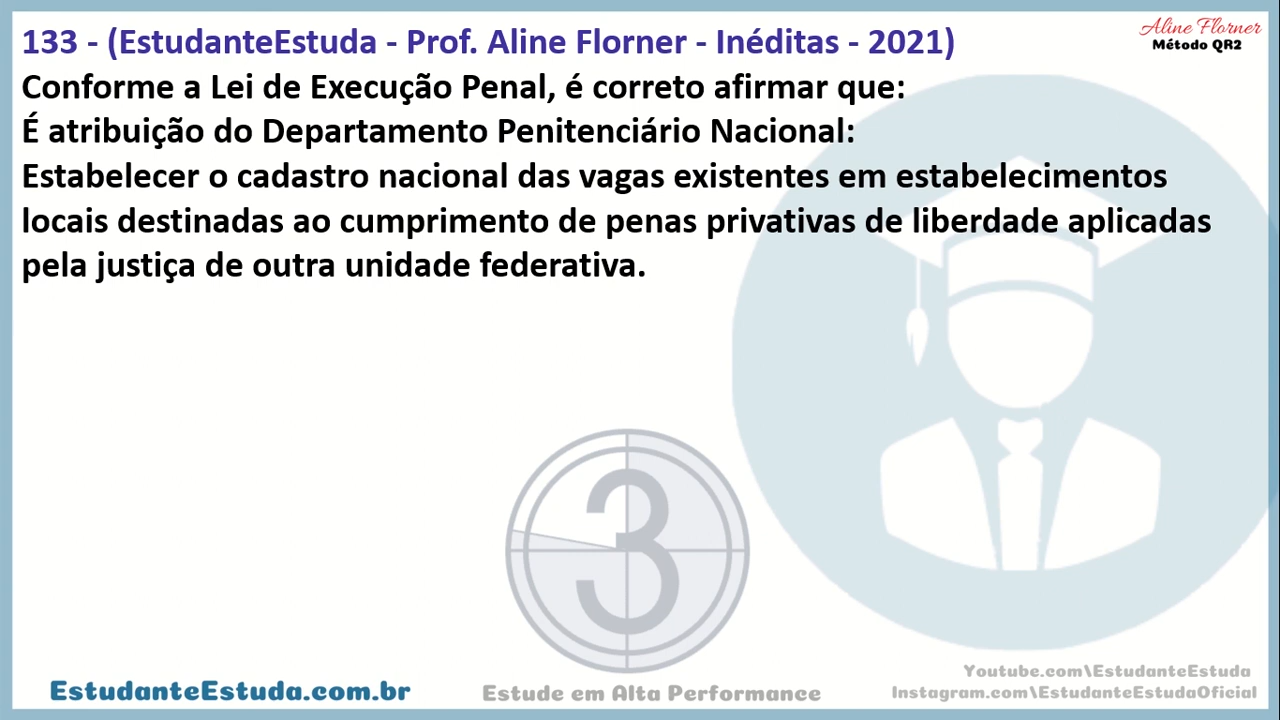 133 - (EstudanteEstuda - Prof. Aline Florner - Inéditas - 2021)
Aline Florner
Método QR2
Conforme a Lei de Execução Penal, é correto afirmar que:
É atribuição do Departamento Penitenciário Nacional:
Estabelecer o cadastro nacional das vagas existentes em estabelecimentos
locais destinadas ao cumprimento de penas privativas de liberdade aplicadas
pela justiça de outra unidade federativa.
3
EstudanteEstuda.com.br
Estude em Alta Performance
Youtube.com\EstudanteEstuda
Instagram.com\EstudanteEstudaOficial